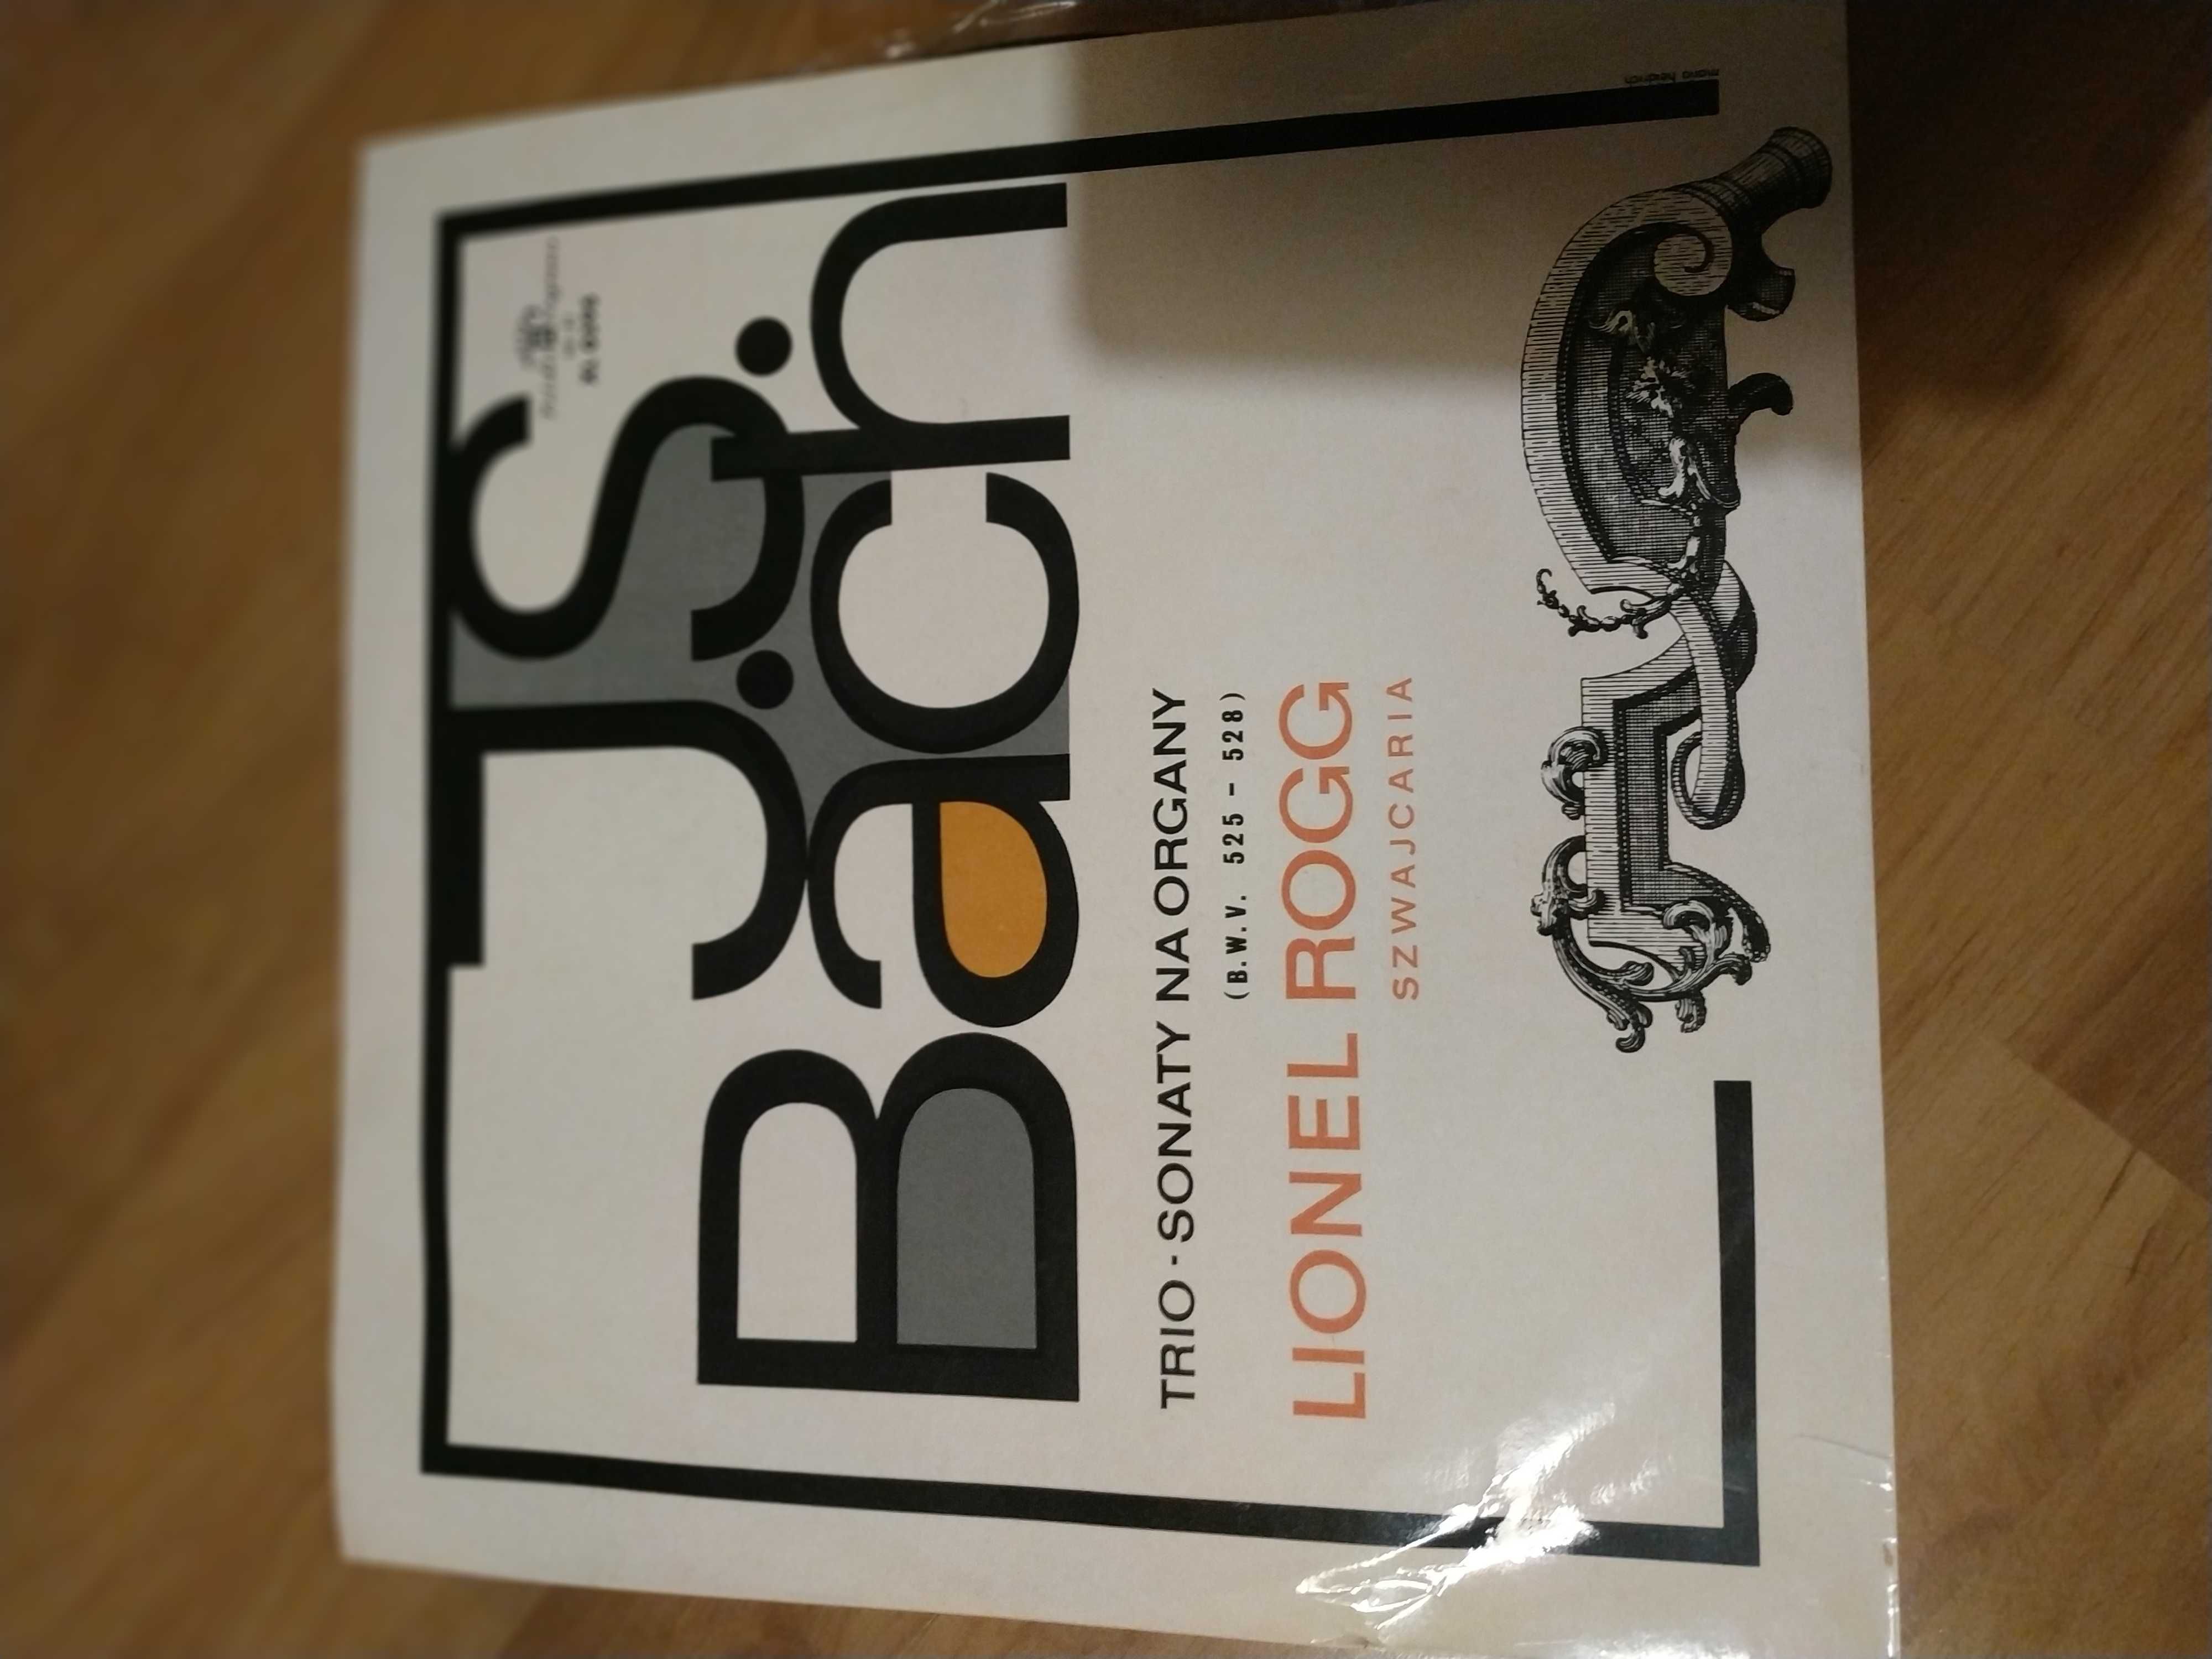 J.S.
Bach
TRIO-SONATY NA ORGANY
(B.W.V. 525 - 528)
LIONEL ROGG
SZWAJCARIA